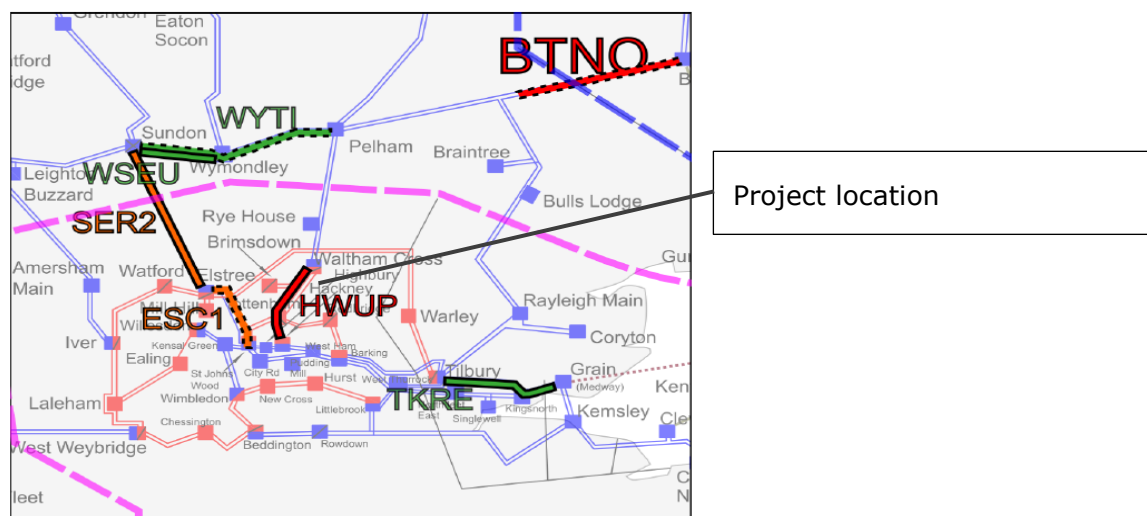 Grendon
Eaton
Socon
BTNO
WYTI
Sundon
Pelham
Wymondley
WSEU
Leighton
Buzzard
Braintree
Bulls Lodge
Rye House
SER2
Brimsdown
Project location
Waltham Cross
Amersham
Main
Watford
Elstree
Highbury
Hackney
Mill Hill
HWUP
Rayleigh Main
ESC1
Warley
Coryton
Iver
Kensal Green
West Ham
Barking
Ealing
St Johns
Wood
City Rd
Mill
Hurst
Tilbury
Grain
(Medway)
Wimbledon
New Cross
TKRE
Laleham
Littlebrook
East
Singlewell
Kingsnorth
Kemsley
Chessington
West Weybridge
Beddington
Rowdown